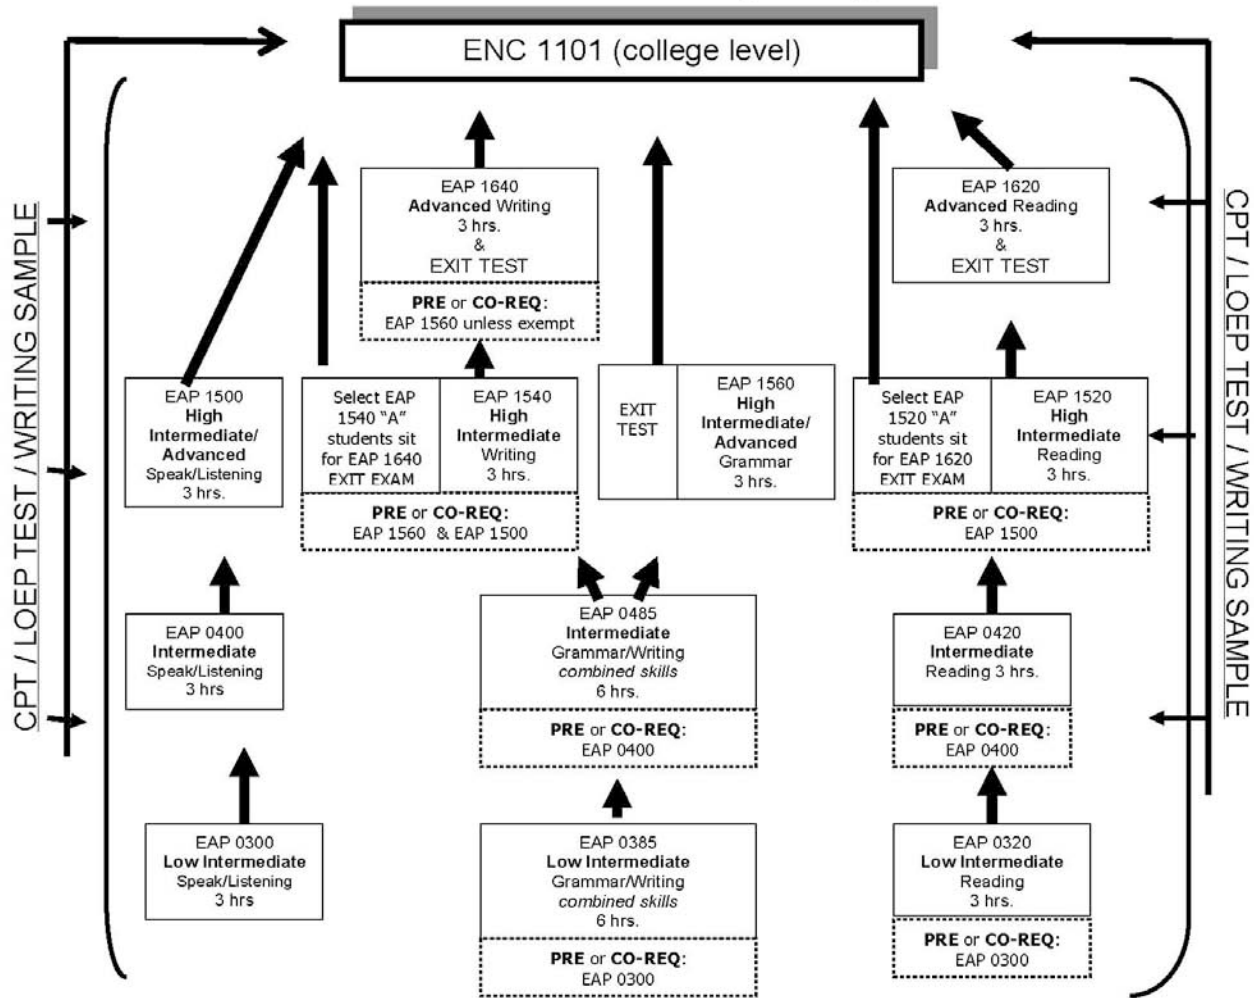 ENC 1101 (college level)
CPT / LOEP TEST / WRITING SAMPLE
CPT / LOEP TEST / WRITING SAMPLE
EAP 1640
Advanced Writing
3 hrs.
&
EXIT TEST
PRE or CO-REQ:
EAP 1560 unless exempt
EAP 1620
Advanced Reading
3 hrs.
&
EXIT TEST
EAP 1500
High
Intermediate/
Advanced
Speak/Listening
3 hrs.
Select EAP
1540 “A”
students sit
for EAP 1640
EXIT EXAM
EAP 1540
High
Intermediate
Writing
3 hrs.
PRE or CO-REQ:
EAP 1560 & EAP 1500
EXIT
TEST
EAP 1560
High
Intermediate/
Advanced
Grammar
3 hrs.
Select EAP
1520 “A”
students sit
for EAP 1620
EXIT EXAM
EAP 1520
High
Intermediate
Reading
3 hrs.
PRE or CO-REQ:
EAP 1500
EAP 0400
Intermediate
Speak/Listening
3 hrs
EAP 0485
Intermediate
Grammar/Writing
combined skills
6 hrs.
PRE or CO-REQ:
EAP 0400
EAP 0420
Intermediate
Reading 3 hrs.
PRE or CO-REQ:
EAP 0400
EAP 0300
Low Intermediate
Speak/Listening
3 hrs
EAP 0385
Low Intermediate
Grammar/Writing
combined skills
6 hrs.
PRE or CO-REQ:
EAP 0300
EAP 0320
Low Intermediate
Reading
3 hrs.
PRE or CO-REQ:
EAP 0300